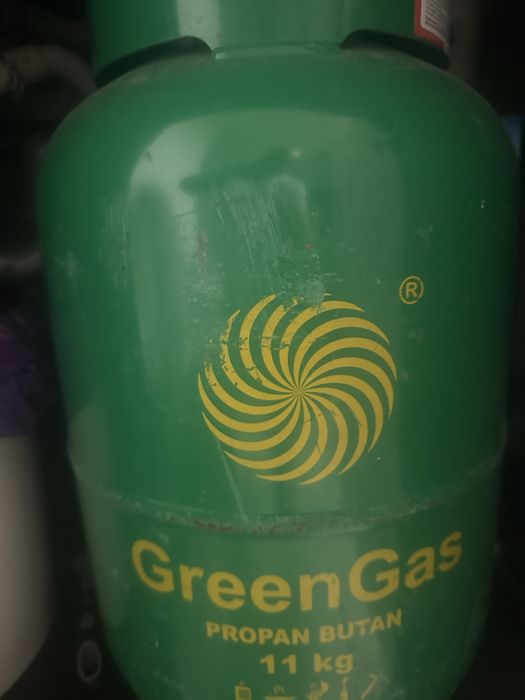 ®
GreenGas
PROPAN BUTAN
11 kg